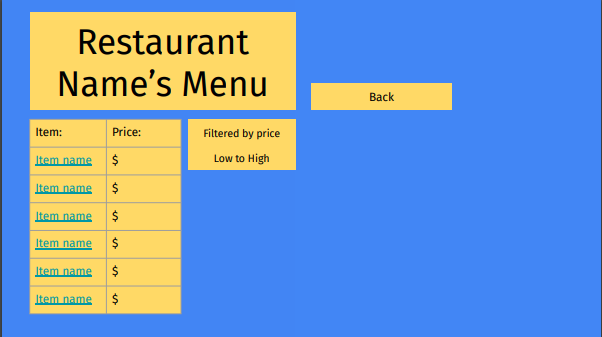 Restaurant
Name’s Menu
Back
Item: Price:
Filtered by price
Low to High
Item name $
Item name $
Item name $
Item name $
Item name $
Item name $